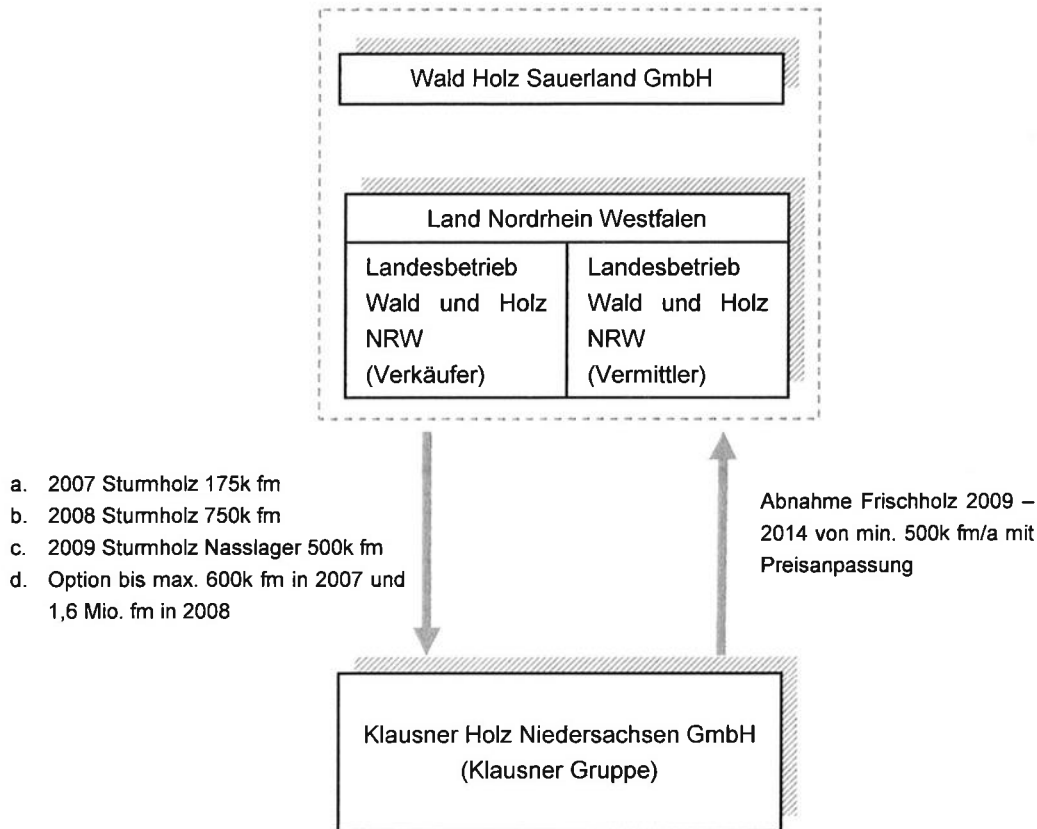 Wald Holz Sauerland GmbH
Land Nordrhein Westfalen
Landesbetrieb
Wald und Holz
NRW
(Verkäufer)
Landesbetrieb
Wald und Holz
NRW
(Vermittler)
a. 2007 Sturmholz 175k fm
b. 2008 Sturmholz 750k fm
c. 2009 Sturmholz Nasslager 500k fm
d. Option bis max. 600k fm in 2007 und
1,6 Mio. fm in 2008
Abnahme Frischholz 2009 –
2014 von min. 500k fm/a mit
Preisanpassung
Klausner Holz Niedersachsen GmbH
(Klausner Gruppe)